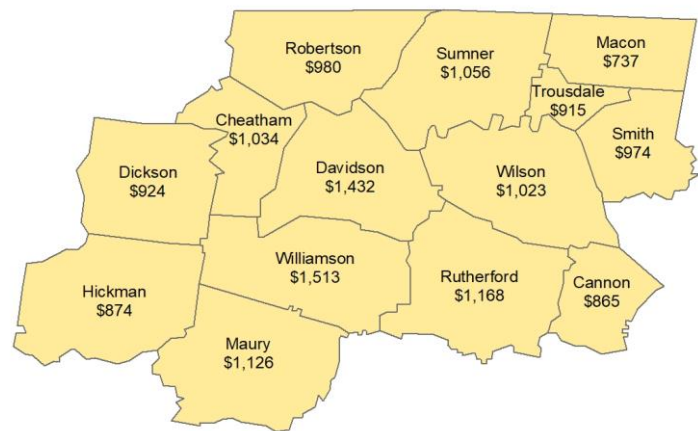 Robertson
$980
Sumner
$1,056
Macon
$737
Trousdale
$915
Cheatham
$1,034
Smith
$974
Dickson
$924
Davidson
$1,432
Wilson
$1,023
Williamson
$1,513
Rutherford
$1,168
Hickman
$874
Cannon
$865
Maury
$1,126